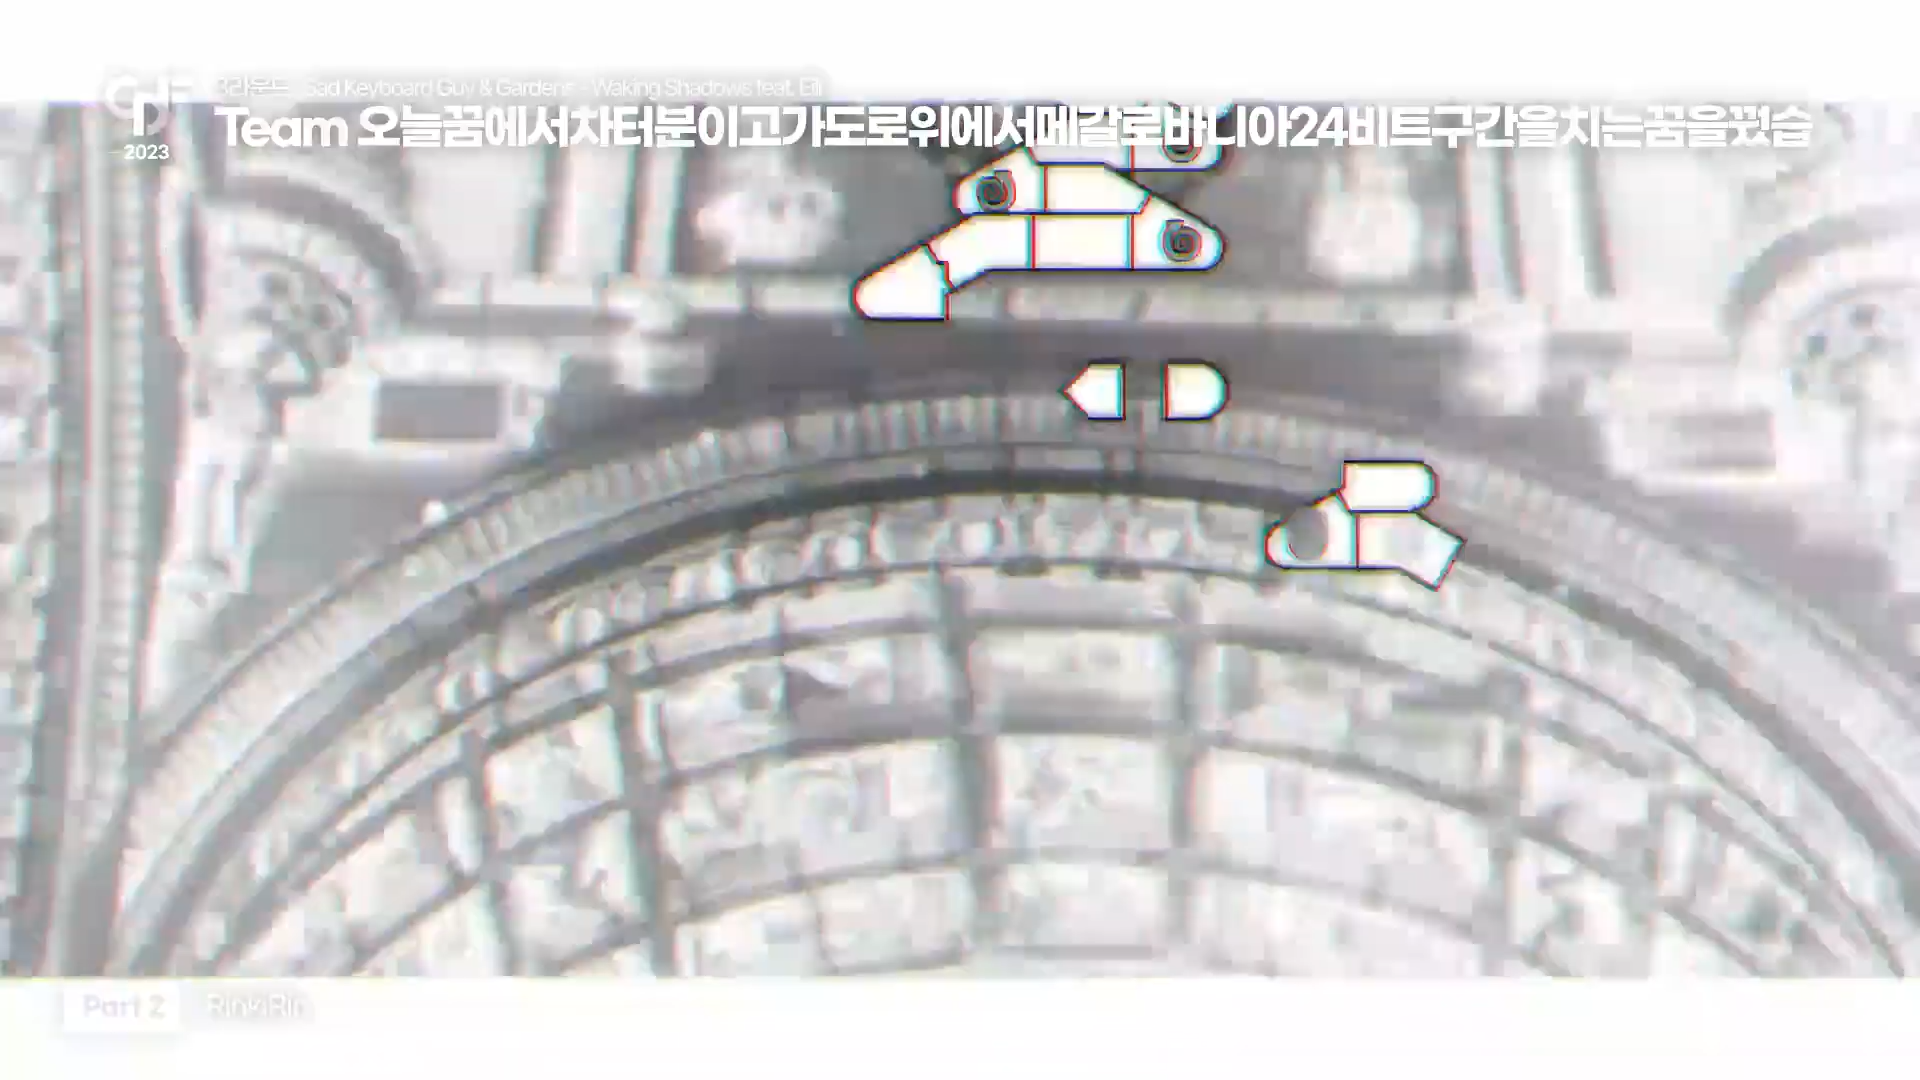 3라운드 Sad Keyboard Guy & Gardens - Waking Shadows feat. Elli
Team 오늘꿈에서차터분이고가도로위에서메갈로바니아24비트구간을치는꿈을꿨습
2023
Part 2 RinkiRin